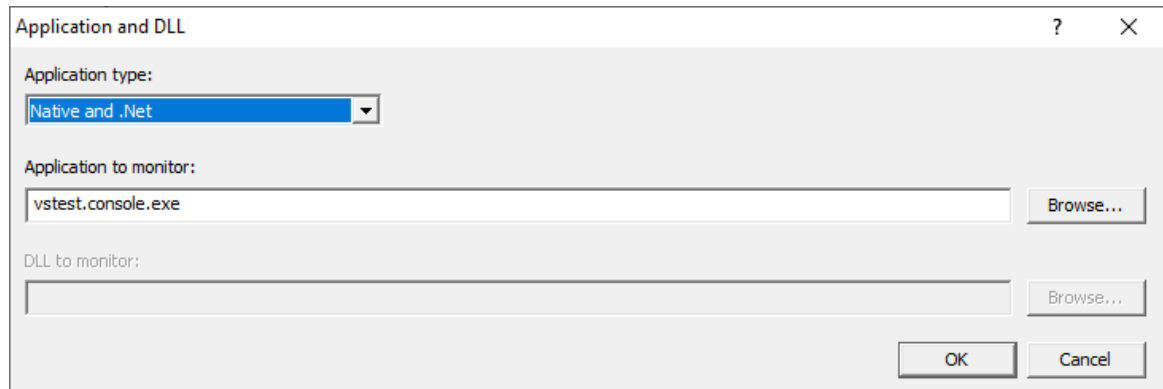 Application and DLL
?
Application type:
Native and .Net
Application to monitor:
vstest.console.exe
Browse...
DLL to monitor:
Browse...
OK
Cancel